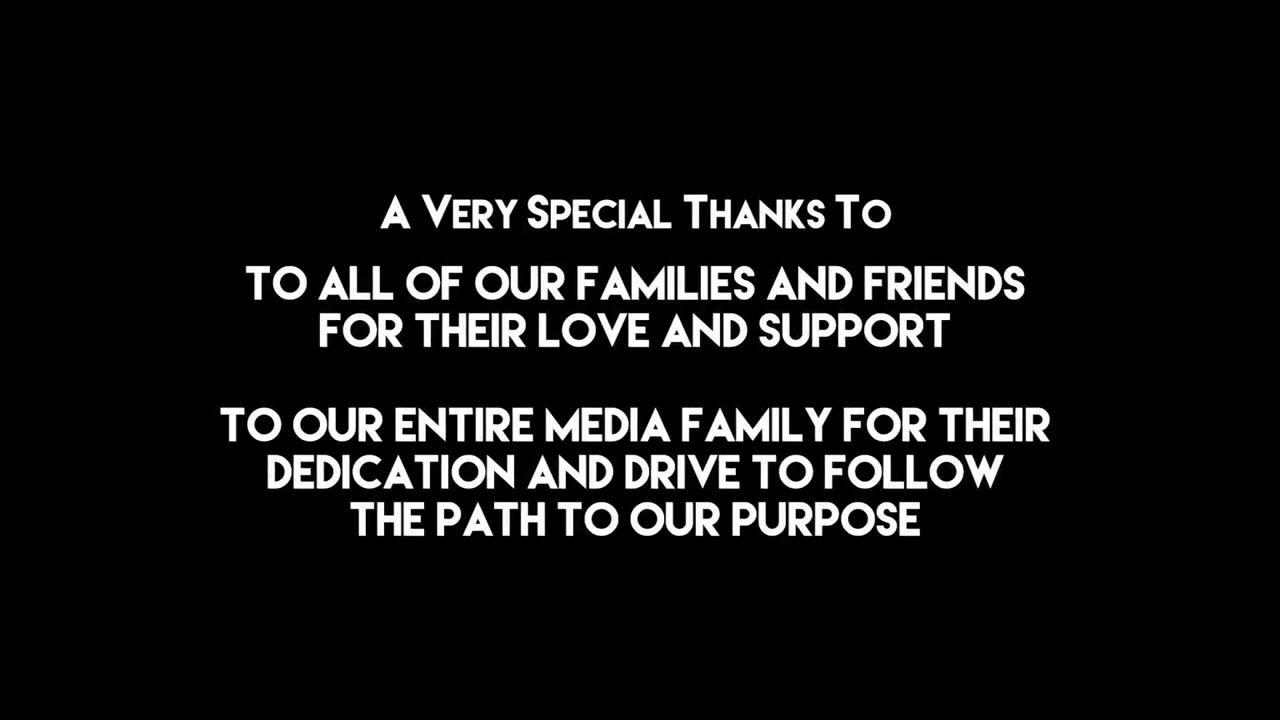 A Very Special Thanks To
TO ALL OF OUR FAMILIES AND FRIENDS
FOR THEIR LOVE AND SUPPORT
TO OUR ENTIRE MEDIA FAMILY FOR THEIR
DEDICATION AND DRIVE TO FOLLOW
THE PATH TO OUR PURPOSE